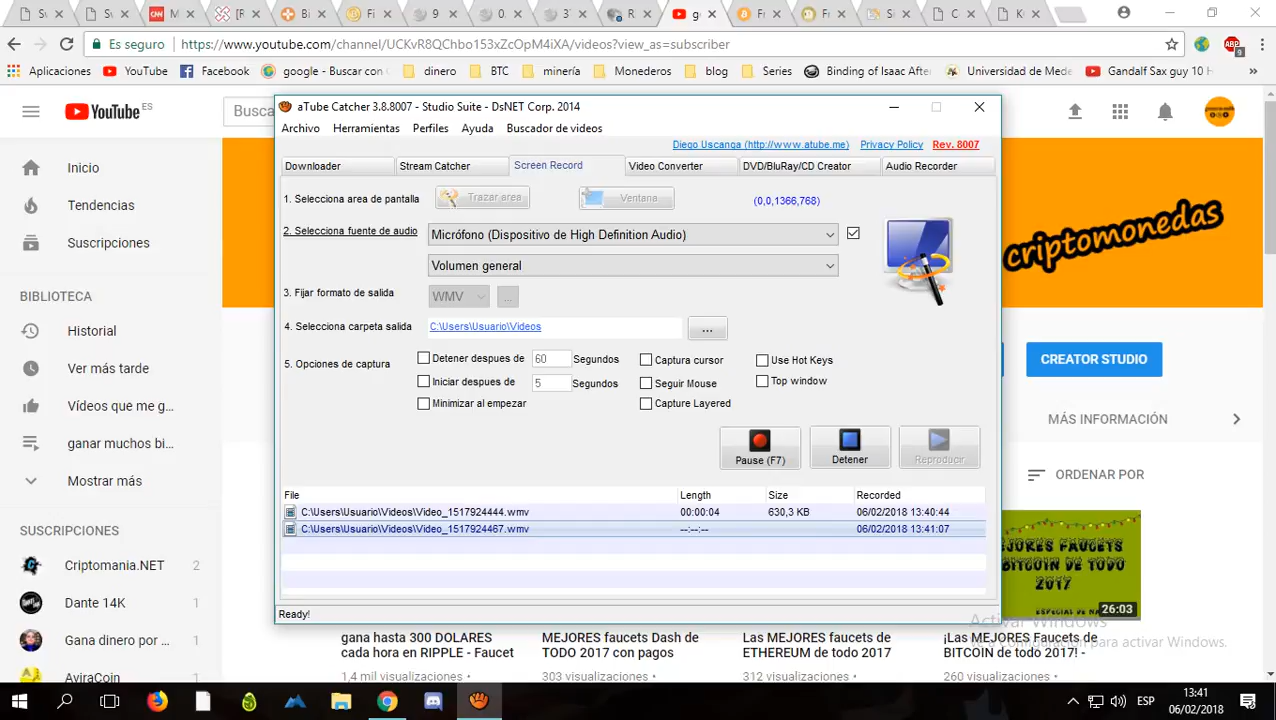 Es seguro
https://www.youtube.com/channel/UCKvR8QChbo153xZcOpM4iXA/videos?view_as=subscriber
ABP
9
Aplicaciones YouTube Facebook google - Buscar con dinero BTC minería Monederos blog Series Binding of Isaac After Universidad de Mede Gandalf Sax guy 10 H »
YouTube ES
Busca
Inicio
Tendencias
Suscripciones
BIBLIOTECA
Historial
Ver más tarde
Vídeos que me g...
ganar muchos bi...
Mostrar más
SUSCRIPCIONES
Criptomania.NET 2
Dante 14K 1
Gana dinero por ... 1
AviraCoin 1
aTube Catcher 3.8.8007 - Studio Suite - DsNET Corp. 2014
Archivo Herramientas Perfiles Ayuda Buscador de videos
Diego Uscanga (http://www.atube.me) Privacy Policy Rev. 8007
Downloader Stream Catcher Screen Record Video Converter DVD/BluRay/CD Creator Audio Recorder
1. Selecciona area de pantalla Trazar area Ventana (0,0,1366,768)
2. Selecciona fuente de audio Micrófono (Dispositivo de High Definition Audio)
Volumen general
3. Fijar formato de salida WMV ...
4. Selecciona carpeta salida C:\Users\Usuario\Videos ...
5. Opciones de captura
Detener despues de 60 Segundos Captura cursor Use Hot Keys
Iniciar despues de 5 Segundos Seguir Mouse Top window
Minimizar al empezar Capture Layered
Pause (F7) Detener Reproducir
File Length Size Recorded
C:\Users\Usuario\Videos\Video_1517924444.wmv 00:00:04 630,3 KB 06/02/2018 13:40:44
C:\Users\Usuario\Videos\Video_1517924467.wmv --:--:-- 06/02/2018 13:41:07
Ready!
criptomonedas
CREATOR STUDIO
MÁS INFORMACIÓN
ORDENAR POR
MEJORES FAUCETS
BITCOIN DE TODO
2017
ESPECIAL DE NA
26:03
Activar Windows
Ve a Configuración para activar Windows.
gana hasta 300 DOLARES
cada hora en RIPPLE - Faucet
1,4 mil visualizaciones
MEJORES faucets Dash de
TODO 2017 con pagos
303 visualizaciones
Las MEJORES faucets de
ETHEREUM de todo 2017
312 visualizaciones
¡Las MEJORES Faucets de
BITCOIN de todo 2017! -
260 visualizaciones
ESP
13:41
06/02/2018